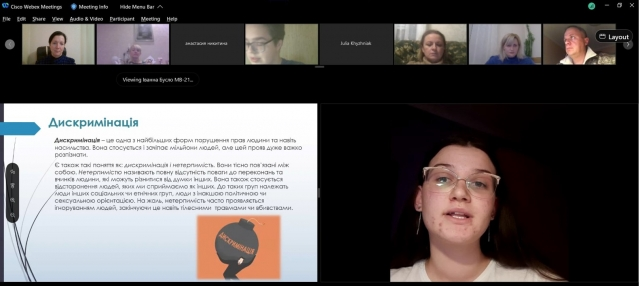 Cisco Webex Meetings Meeting Info Hide Menu Bar
File Edit Share View Audio & Video Participant Meeting Help
анастасия никитина
Iulia Khyzhniak
Layout
Viewing Іванна Бусло МВ-21...
Дискримінація
Дискримінація – це одна з найбільших форм порушення прав людини та навіть
насильства. Вона стосується і зачіпає мільйони людей, але цей прояв дуже важко
розпізнати.
Є також такі поняття як: дискримінація і нетерпимість. Вони тісно пов'язані між
собою. Нетерпимістю називають повну відсутність поваги до переконань та
вчинків людини, які можуть різнитися від думки інших. Вона також стосується
відсторонення людей, яких ми сприймаємо як інших. До таких груп належать
люди інших соціальних чи етнічних груп, люди з інакшою політичною чи
сексуальною орієнтацією. На жаль, нетерпимість часто проявляється
ігноруванням людей, закінчуючи це навіть тілесними травмами чи вбивствами.
ДИСКРИМІНАЦІЯ